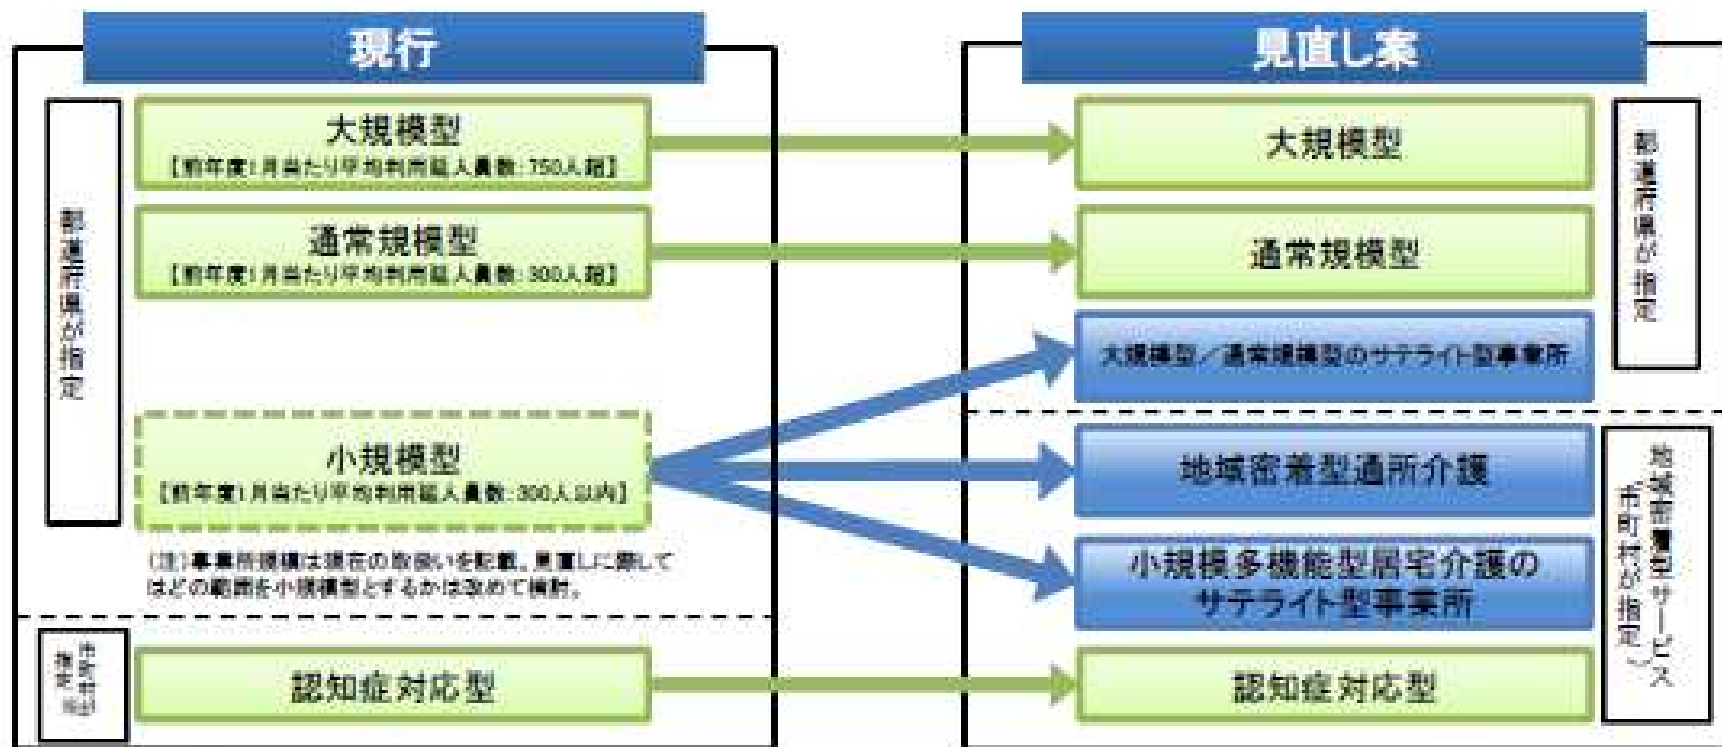 現行
都道府県が指定
大規模型
【前年度1月当たり平均利用延人員数:750人超】
通常規模型
【前年度1月当たり平均利用延人員数:300人超】
小規模型
【前年度1月当たり平均利用延人員数:300人以内】
(注)事業所規模は現在の取扱いを記載。見直しに際して
はどの範囲を小規模型とするかは改めて検討。
市町村が
指定
認知症対応型
見直し案
大規模型
通常規模型
大規模型/通常規模型のサテライト型事業所
都道府県が指定
地域密着型通所介護
小規模多機能型居宅介護の
サテライト型事業所
認知症対応型
地域密着型サービス
(市町村が指定)